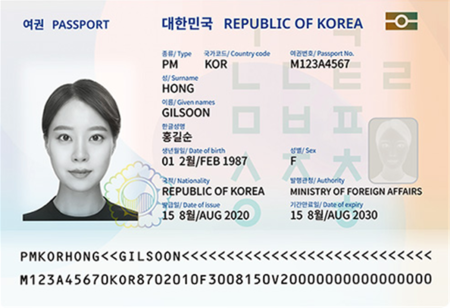 여권 PASSPORT 대한민국 REPUBLIC OF KOREA
종류/Type 국가코드/Country code 여권번호/Passport No.
PM KOR M123A4567
성/Surname
HONG
이름/Given names
GILSOON
한글성명
홍길순
생년월일/Date of birth 성별/Sex
01 2월/FEB 1987 F
국적/Nationality 발행관청/Authority
REPUBLIC OF KOREA MINISTRY OF FOREIGN AFFAIRS
발급일/Date of issue 기간만료일/Date of expiry
15 8월/AUG 2020 15 8월/AUG 2030
PMKORHONG<<GILSOON<<<<<<<<<<<<<<<<<<<<<<<<<<
M123A4567OKOR8702010F3008150V200000000000000